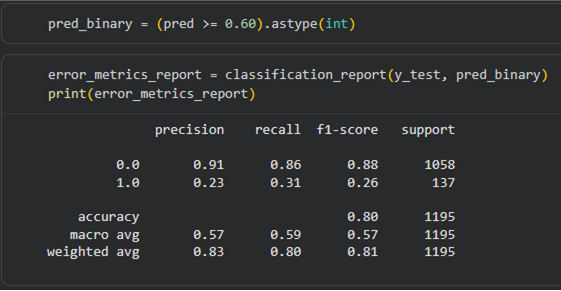 pred_binary = (pred >= 0.60).astype(int)
error_metrics_report = classification_report(y_test, pred_binary)
print(error_metrics_report)
precision recall f1-score support
0.0 0.91 0.86 0.88 1058
1.0 0.23 0.31 0.26 137
accuracy 0.80 1195
macro avg 0.57 0.59 0.57 1195
weighted avg 0.83 0.80 0.81 1195